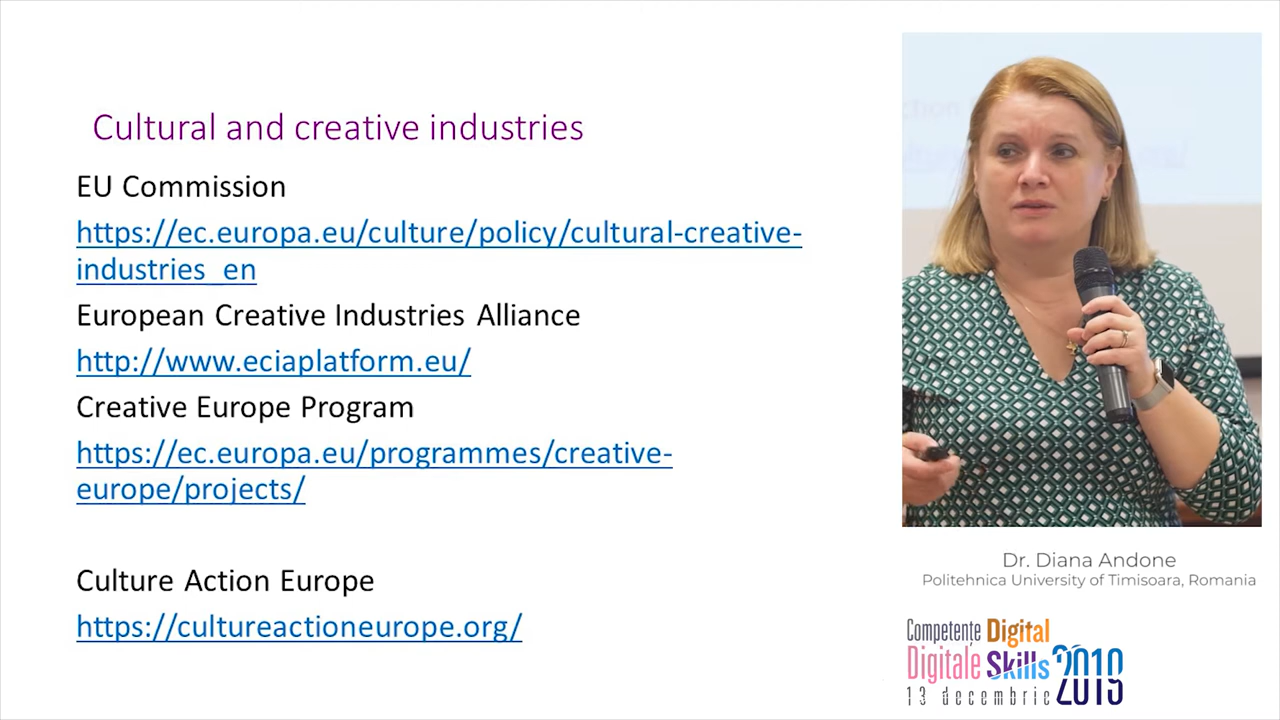 Cultural and creative industries
EU Commission
https://ec.europa.eu/culture/policy/cultural-creative-
industries_en
European Creative Industries Alliance
http://www.eciaplatform.eu/
Creative Europe Program
https://ec.europa.eu/programmes/creative-
europe/projects/
Culture Action Europe
https://cultureactioneurope.org/
Dr. Diana Andone
Politehnica University of Timisoara, Romania
Competențe Digital
Digitale Skills 2019
13 decembrie